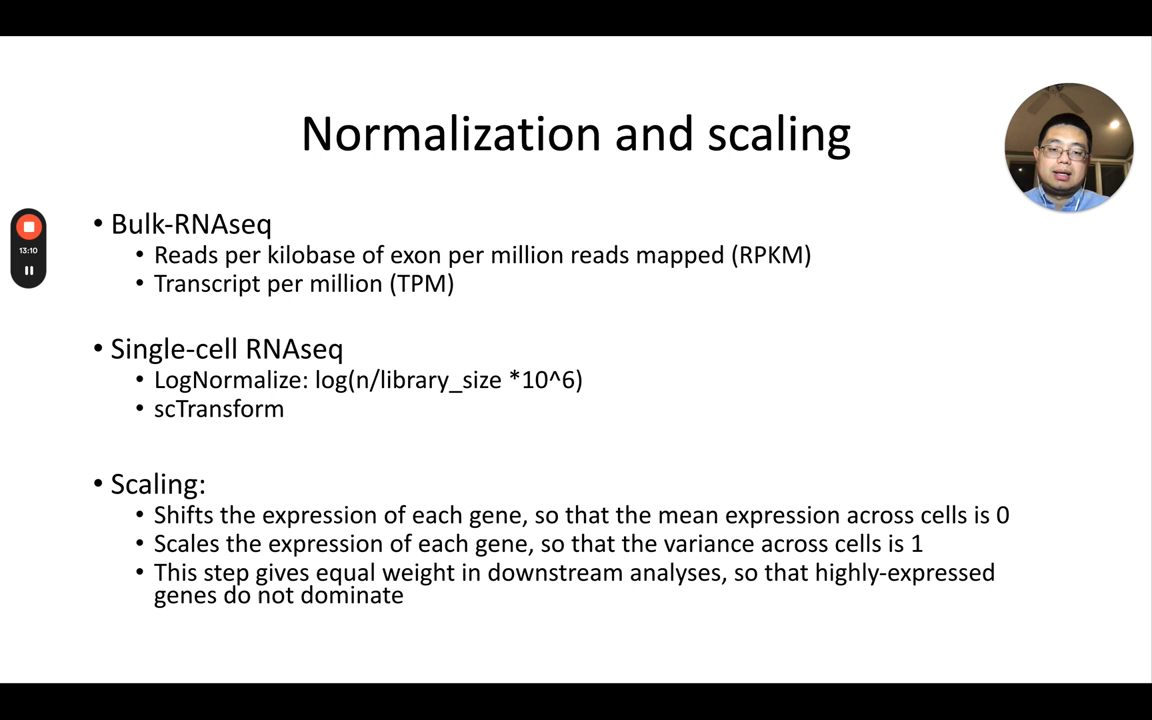 Normalization and scaling
• Bulk-RNAseq
• Reads per kilobase of exon per million reads mapped (RPKM)
• Transcript per million (TPM)
13:10
• Single-cell RNAseq
• LogNormalize: log(n/library_size *10^6)
• scTransform
• Scaling:
• Shifts the expression of each gene, so that the mean expression across cells is 0
• Scales the expression of each gene, so that the variance across cells is 1
• This step gives equal weight in downstream analyses, so that highly-expressed
genes do not dominate